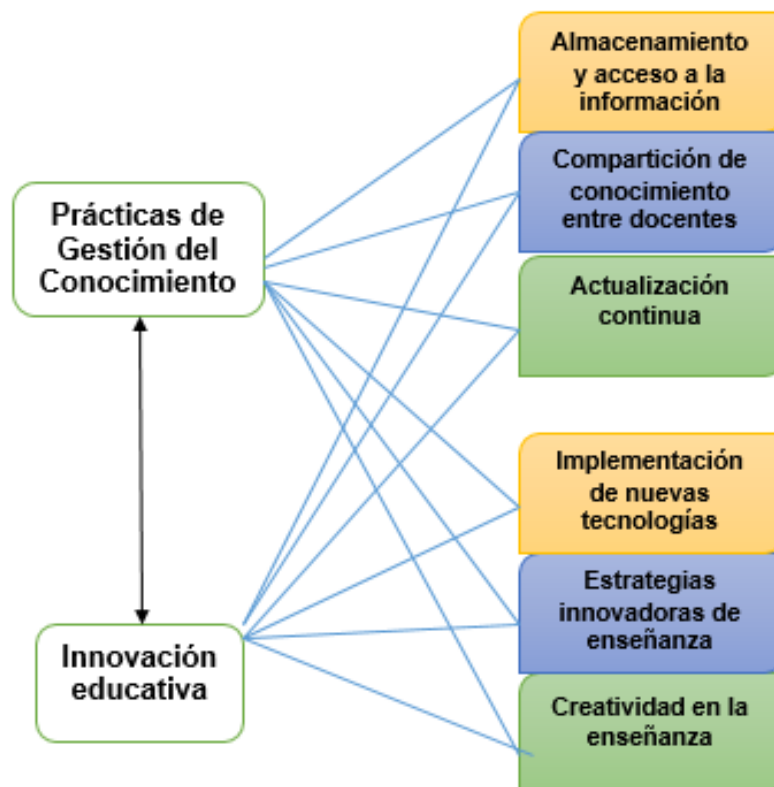 Almacenamiento
y acceso a la
información
Compartición de
conocimiento
entre docentes
Prácticas de
Gestión del
Conocimiento
Actualización
continua
Implementación
de nuevas
tecnologías
Estrategias
innovadoras de
enseñanza
Innovación
educativa
Creatividad en la
enseñanza